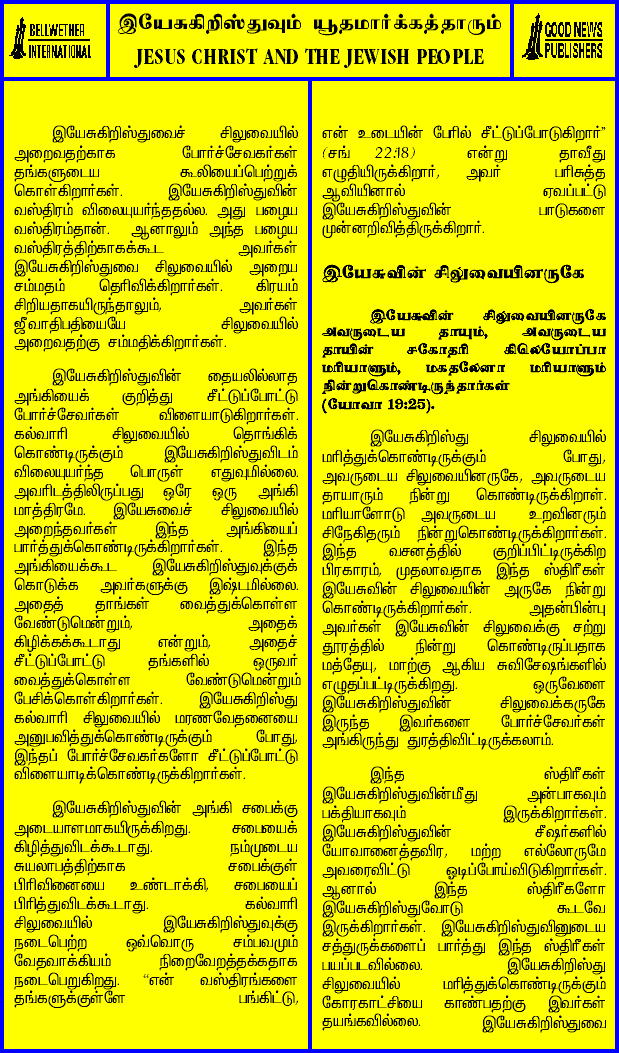 BELLWETHER
INTERNATIONAL
இயேசுகிறிஸ்துவும் யூதமார்க்கத்தாரும்
JESUS CHRIST AND THE JEWISH PEOPLE
GOOD NEWS
PUBLISHERS
இயேசுகிறிஸ்துவைச் சிலுவையில்
அறைவதற்காக போர்ச்சேவகர்கள்
தங்களுடைய கூலியைப்பெற்றுக்
கொள்கிறார்கள். இயேசுகிறிஸ்துவின்
வஸ்திரம் விலையுயர்ந்ததல்ல. அது பழைய
வஸ்திரம்தான். ஆனாலும் அந்த பழைய
வஸ்திரத்திற்காகக்கூட அவர்கள்
இயேசுகிறிஸ்துவை சிலுவையில் அறைய
சம்மதம் தெரிவிக்கிறார்கள். கிரயம்
சிறியதாகயிருந்தாலும், அவர்கள்
ஜீவாதிபதியையே சிலுவையில்
அறைவதற்கு சம்மதிக்கிறார்கள்.
இயேசுகிறிஸ்துவின் தையலில்லாத
அங்கியைக் குறித்து சீட்டுப்போட்டு
போர்ச்சேவர்கள் விளையாடுகிறார்கள்.
கல்வாரி சிலுவையில் தொங்கிக்
கொண்டிருக்கும் இயேசுகிறிஸ்துவிடம்
விலையுயர்ந்த பொருள் எதுவுமில்லை.
அவரிடத்திலிருப்பது ஒரே ஒரு அங்கி
மாத்திரமே. இயேசுவைச் சிலுவையில்
அறைந்தவர்கள் இந்த அங்கியைப்
பார்த்துக்கொண்டிருக்கிறார்கள். இந்த
அங்கியைக்கூட இயேசுகிறிஸ்துவுக்குக்
கொடுக்க அவர்களுக்கு இஷ்டமில்லை.
அதைத் தாங்கள் வைத்துக்கொள்ள
வேண்டுமென்றும், அதைக்
கிழிக்கக்கூடாது என்றும், அதைச்
சீட்டுப்போட்டு தங்களில் ஒருவர்
வைத்துக்கொள்ள வேண்டுமென்றும்
பேசிக்கொள்கிறார்கள். இயேசுகிறிஸ்து
கல்வாரி சிலுவையில் மரணவேதனையை
அனுபவித்துக்கொண்டிருக்கும் போது,
இந்தப் போர்ச்சேவகர்களோ சீட்டுப்போட்டு
விளையாடிக்கொண்டிருக்கிறார்கள்.
இயேசுகிறிஸ்துவின் அங்கி சபைக்கு
அடையாளமாகயிருக்கிறது. சபையைக்
கிழித்துவிடக்கூடாது. நம்முடைய
சுயலாபத்திற்காக சபைக்குள்
பிரிவினையை உண்டாக்கி, சபையைப்
பிரித்துவிடக்கூடாது. கல்வாரி
சிலுவையில் இயேசுகிறிஸ்துவுக்கு
நடைபெற்ற ஒவ்வொரு சம்பவமும்
வேதவாக்கியம் நிறைவேறத்தக்கதாக
நடைபெறுகிறது. “என் வஸ்திரங்களை
தங்களுக்குள்ளே பங்கிட்டு,
என் உடையின் பேரில் சீட்டுப்போடுகிறார்”
(சங் 22:18) என்று தாவீது
எழுதியிருக்கிறார், அவர் பரிசுத்த
ஆவியினால் ஏவப்பட்டு
இயேசுகிறிஸ்துவின் பாடுகளை
முன்னறிவித்திருக்கிறார்.
இயேசுவின் சிலுவையினருகே
இயேசுவின் சிலுவையினருகே
அவருடைய தாயும், அவருடைய
தாயின் சகோதரி கிலெயோப்பா
மரியாளும், மகதலேனா மரியாளும்
நின்றுகொண்டிருந்தார்கள்
(யோவா 19:25).
இயேசுகிறிஸ்து சிலுவையில்
மரித்துக்கொண்டிருக்கும் போது,
அவருடைய சிலுவையினருகே, அவருடைய
தாயாரும் நின்று கொண்டிருக்கிறாள்.
மரியாளோடு அவருடைய உறவினரும்
சிநேகிதரும் நின்றுகொண்டிருக்கிறார்கள்.
இந்த வசனத்தில் குறிப்பிட்டிருக்கிற
பிரகாரம், முதலாவதாக இந்த ஸ்திரீகள்
இயேசுவின் சிலுவையின் அருகே நின்று
கொண்டிருக்கிறார்கள். அதன்பின்பு
அவர்கள் இயேசுவின் சிலுவைக்கு சற்று
தூரத்தில் நின்று கொண்டிருப்பதாக
மத்தேயு, மாற்கு ஆகிய சுவிசேஷங்களில்
எழுதப்பட்டிருக்கிறது. ஒருவேளை
இயேசுகிறிஸ்துவின் சிலுவைக்கருகே
இருந்த இவர்களை போர்ச்சேவர்கள்
அங்கிருந்து துரத்திவிட்டிருக்கலாம்.
இந்த ஸ்திரீகள்
இயேசுகிறிஸ்துவின்மீது அன்பாகவும்
பக்தியாகவும் இருக்கிறார்கள்.
இயேசுகிறிஸ்துவின் சீஷர்களில்
யோவானைத்தவிர, மற்ற எல்லோருமே
அவரைவிட்டு ஓடிப்போய்விடுகிறார்கள்.
ஆனால் இந்த ஸ்திரீகளோ
இயேசுகிறிஸ்துவோடு கூடவே
இருக்கிறார்கள். இயேசுகிறிஸ்துவினுடைய
சத்துருக்களைப் பார்த்து இந்த ஸ்திரீகள்
பயப்படவில்லை. இயேசுகிறிஸ்து
சிலுவையில் மரித்துக்கொண்டிருக்கும்
கோரகாட்சியை காண்பதற்கு இவர்கள்
தயங்கவில்லை. இயேசுகிறிஸ்துவை